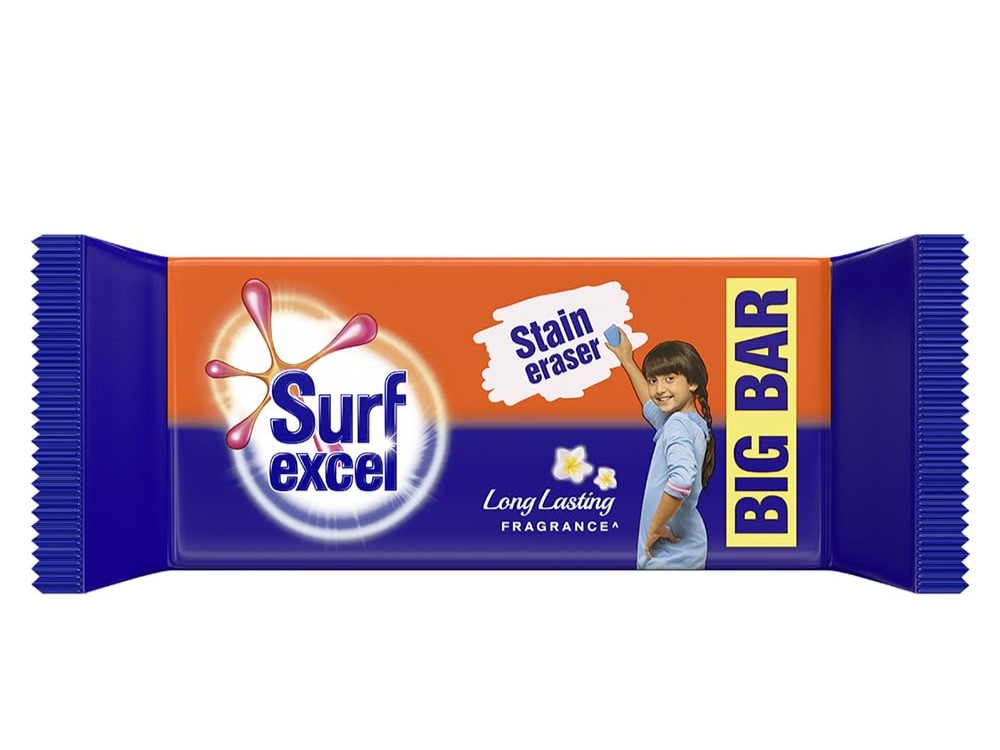 Surf
excel
Stain
eraser
Long Lasting
FRAGRANCE^
BIG BAR